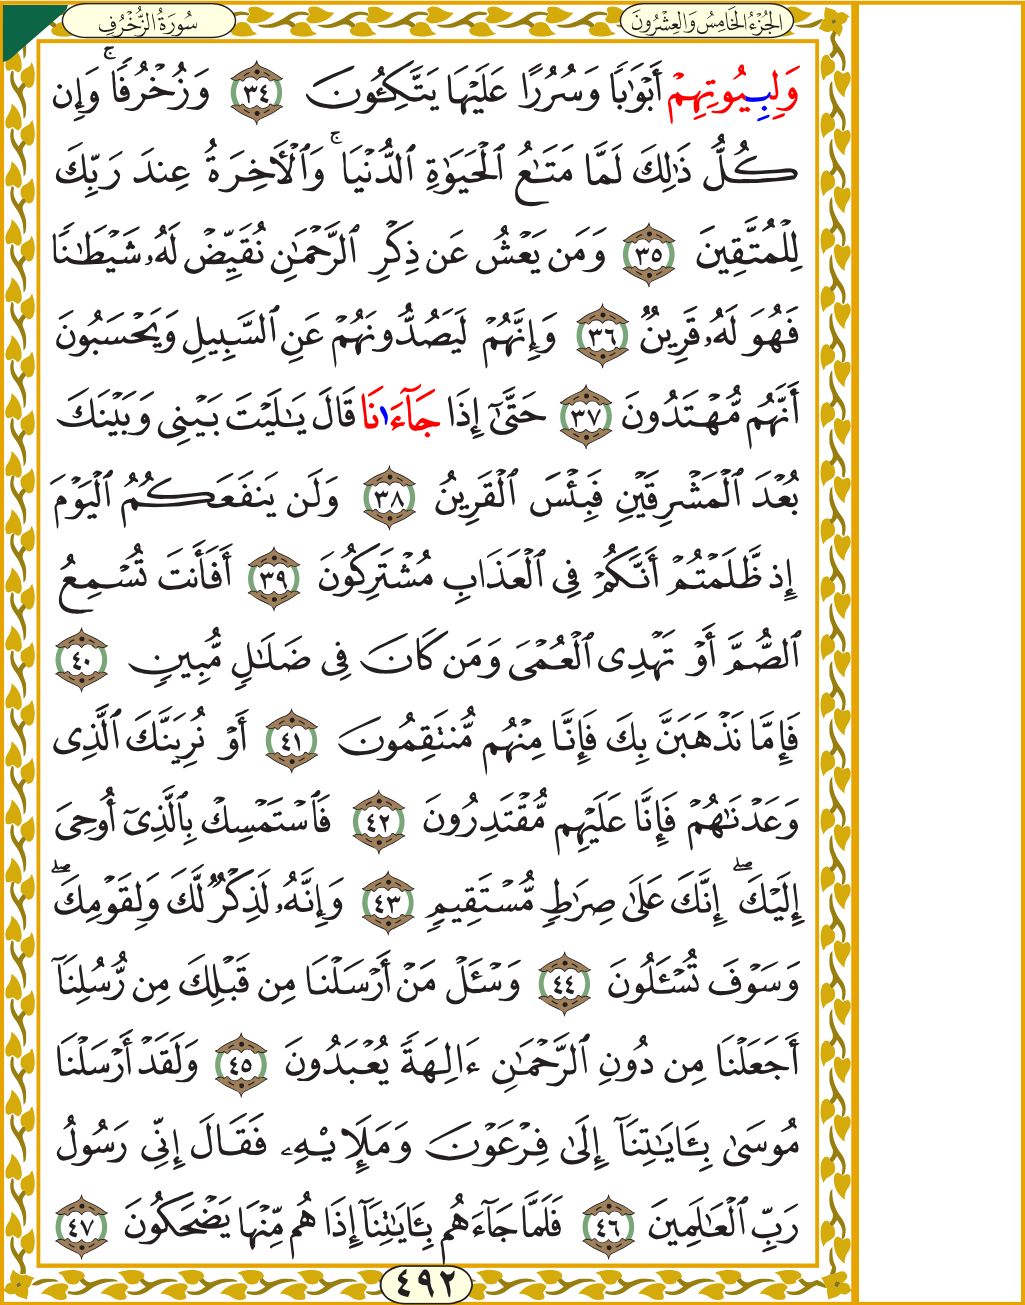 سُورَةُ الزُّخْرُفِ
الجُزْءُ الخَامِسُ وَالعِشْرُونَ
وَلِبِيُوتِهِمْ أَبْوَٰبًا وَسُرُرًا عَلَيْهَا يَتَّكِـُٔونَ ٣٤ وَزُخْرُفًا ۚ وَإِن
كُلُّ ذَٰلِكَ لَمَّا مَتَـٰعُ ٱلْحَيَوٰةِ ٱلدُّنْيَا ۚ وَٱلْـَٔاخِرَةُ عِندَ رَبِّكَ
لِلْمُتَّقِينَ ٣٥ وَمَن يَعْشُ عَن ذِكْرِ ٱلرَّحْمَـٰنِ نُقَيِّضْ لَهُۥ شَيْطَـٰنًا
فَهُوَ لَهُۥ قَرِينٌ ٣٦ وَإِنَّهُمْ لَيَصُدُّونَهُمْ عَنِ ٱلسَّبِيلِ وَيَحْسَبُونَ
أَنَّهُم مُّهْتَدُونَ ٣٧ حَتَّىٰٓ إِذَا جَآءَ١نَا قَالَ يَـٰلَيْتَ بَيْنِى وَبَيْنَكَ
بُعْدَ ٱلْمَشْرِقَيْنِ فَبِئْسَ ٱلْقَرِينُ ٣٨ وَلَن يَنفَعَكُمُ ٱلْيَوْمَ
إِذ ظَّلَمْتُمْ أَنَّكُمْ فِى ٱلْعَذَابِ مُشْتَرِكُونَ ٣٩ أَفَأَنتَ تُسْمِعُ
ٱلصُّمَّ أَوْ تَهْدِى ٱلْعُمْىَ وَمَن كَانَ فِى ضَلَـٰلٍ مُّبِينٍ ٤٠
فَإِمَّا نَذْهَبَنَّ بِكَ فَإِنَّا مِنْهُم مُّنتَقِمُونَ ٤١ أَوْ نُرِيَنَّكَ ٱلَّذِى
وَعَدْنَـٰهُمْ فَإِنَّا عَلَيْهِم مُّقْتَدِرُونَ ٤٢ فَٱسْتَمْسِكْ بِٱلَّذِىٓ أُوحِىَ
إِلَيْكَ ۖ إِنَّكَ عَلَىٰ صِرَٰطٍ مُّسْتَقِيمٍ ٤٣ وَإِنَّهُۥ لَذِكْرٌ لَّكَ وَلِقَوْمِكَ ۖ
وَسَوْفَ تُسْـَٔلُونَ ٤٤ وَسْـَٔلْ مَنْ أَرْسَلْنَا مِن قَبْلِكَ مِن رُّسُلِنَآ
أَجَعَلْنَا مِن دُونِ ٱلرَّحْمَـٰنِ ءَالِهَةً يُعْبَدُونَ ٤٥ وَلَقَدْ أَرْسَلْنَا
مُوسَىٰ بِـَٔايَـٰتِنَآ إِلَىٰ فِرْعَوْنَ وَمَلَإِي۟هِۦ فَقَالَ إِنِّى رَسُولُ
رَبِّ ٱلْعَـٰلَمِينَ ٤٦ فَلَمَّا جَآءَهُم بِـَٔايَـٰتِنَآ إِذَا هُم مِّنْهَا يَضْحَكُونَ ٤٧
٤٩٢